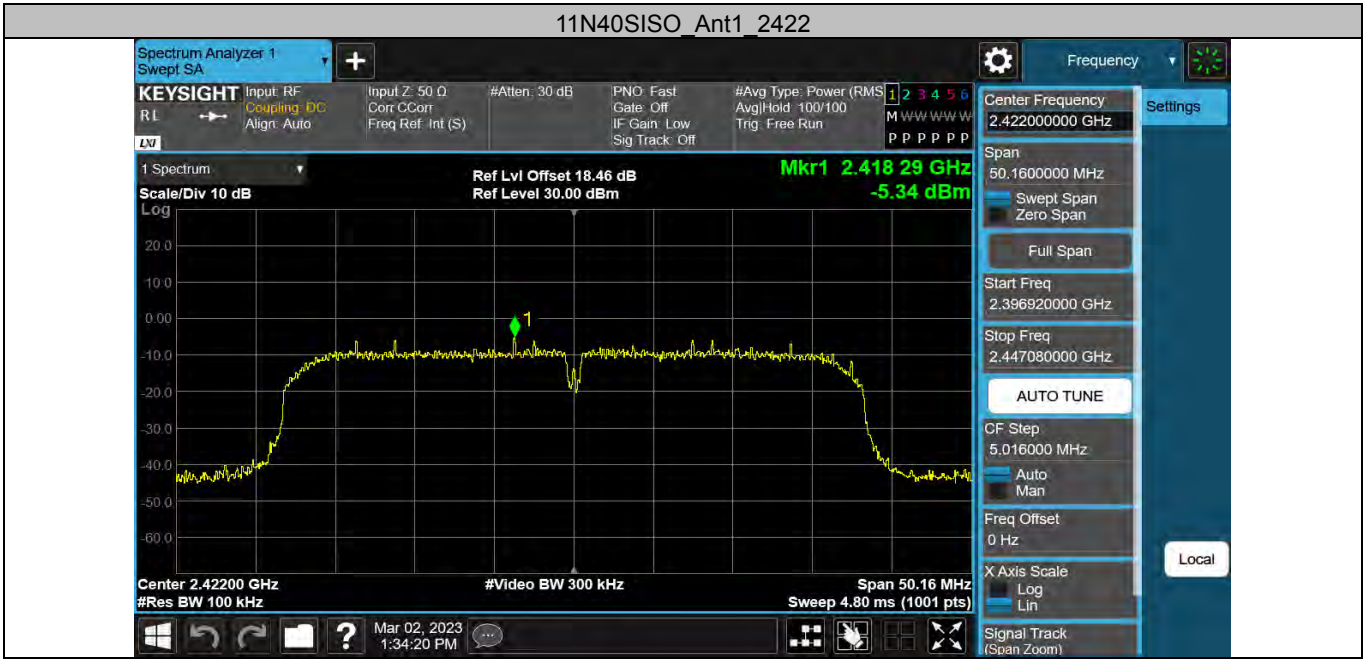 11N40SISO_Ant1_2422
Spectrum Analyzer 1
Swept SA
Frequency
KEYSIGHT
RL
LXI
Input: RF
Coupling: DC
Align: Auto
Input Z: 50 Ω
Corr CCorr
Freq Ref: Int (S)
#Atten: 30 dB
PNO: Fast
Gate: Off
IF Gain: Low
Sig Track: Off
#Avg Type: Power (RMS
Avg|Hold: 100/100
Trig: Free Run
1 2 3 4 5 6
M W W W W W
P P P P P P
Center Frequency
2.422000000 GHz
Settings
Span
50.1600000 MHz
Swept Span
Zero Span
Full Span
Start Freq
2.396920000 GHz
Stop Freq
2.447080000 GHz
AUTO TUNE
CF Step
5.016000 MHz
Auto
Man
Freq Offset
0 Hz
X Axis Scale
Log
Lin
Signal Track
(Span Zoom)
Local
1 Spectrum
Scale/Div 10 dB
Ref Lvl Offset 18.46 dB
Ref Level 30.00 dBm
Mkr1 2.418 29 GHz
-5.34 dBm
Log
20.0
10.0
0.00
-10.0
-20.0
-30.0
-40.0
-50.0
-60.0
1
Center 2.42200 GHz
#Video BW 300 kHz
Span 50.16 MHz
#Res BW 100 kHz
Sweep 4.80 ms (1001 pts)
?
Mar 02, 2023
1:34:20 PM